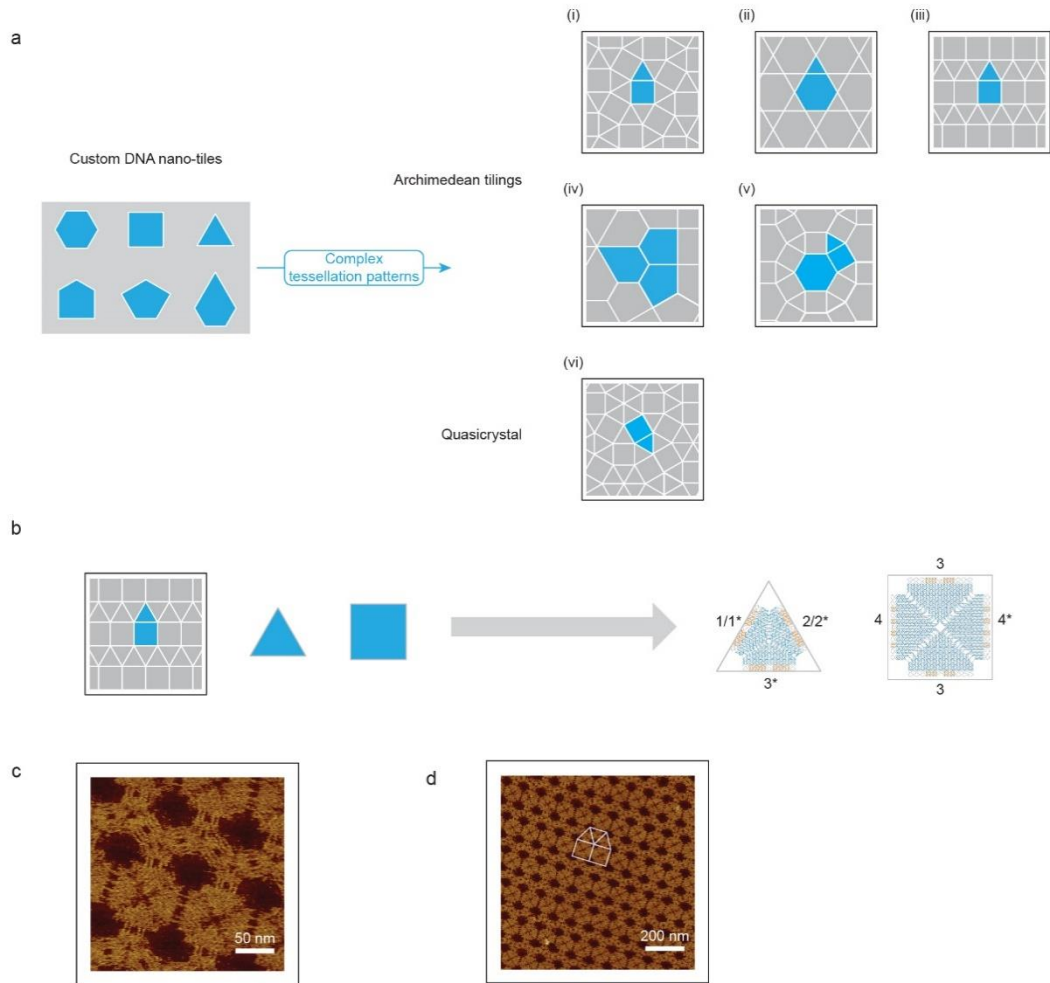 a
(i)
(ii)
(iii)
Custom DNA nano-tiles
Archimedean tilings
(iv)
(v)
Complex
tessellation patterns
(vi)
Quasicrystal
b
3
1/1*
2/2*
4
4*
3*
3
c
d
50 nm
200 nm